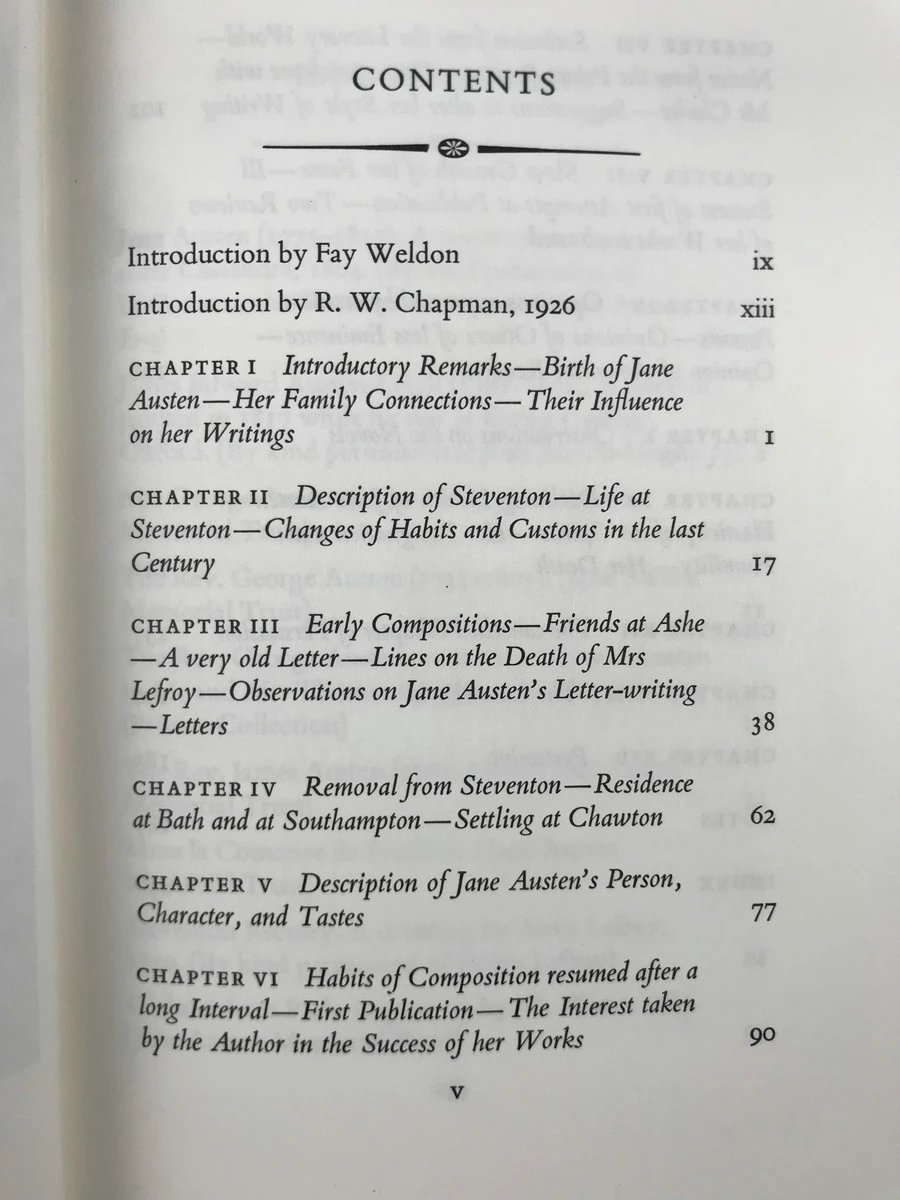 CONTENTS
Introduction by Fay Weldon ix
Introduction by R. W. Chapman, 1926 xiii
CHAPTER I Introductory Remarks—Birth of Jane
Austen—Her Family Connections—Their Influence
on her Writings 1
CHAPTER II Description of Steventon—Life at
Steventon—Changes of Habits and Customs in the last
Century 17
CHAPTER III Early Compositions—Friends at Ashe
—A very old Letter—Lines on the Death of Mrs
Lefroy—Observations on Jane Austen's Letter-writing
—Letters 38
CHAPTER IV Removal from Steventon—Residence
at Bath and at Southampton—Settling at Chawton 62
CHAPTER V Description of Jane Austen's Person,
Character, and Tastes 77
CHAPTER VI Habits of Composition resumed after a
long Interval—First Publication—The Interest taken
by the Author in the Success of her Works 90
v